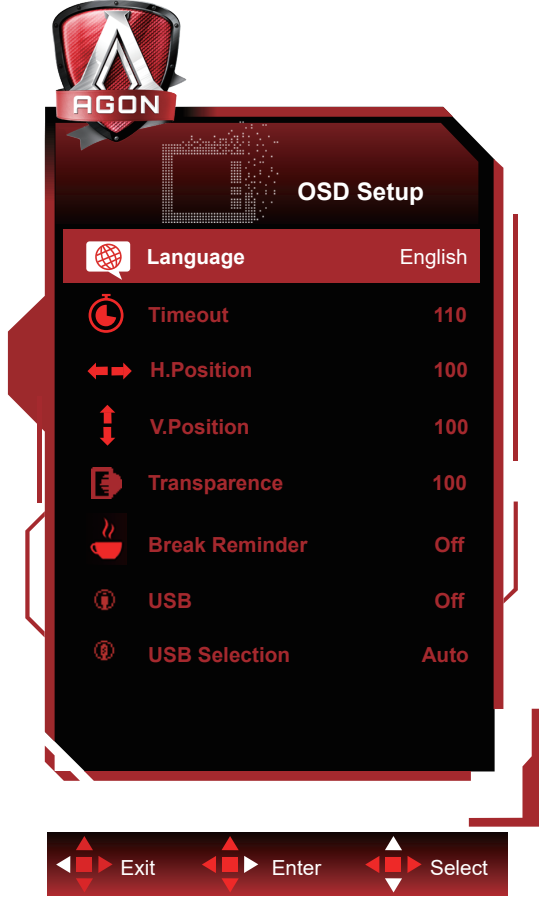 AGON
OSD Setup
Language English
Timeout 110
H.Position 100
V.Position 100
Transparence 100
Break Reminder Off
USB Off
USB Selection Auto
Exit Enter Select